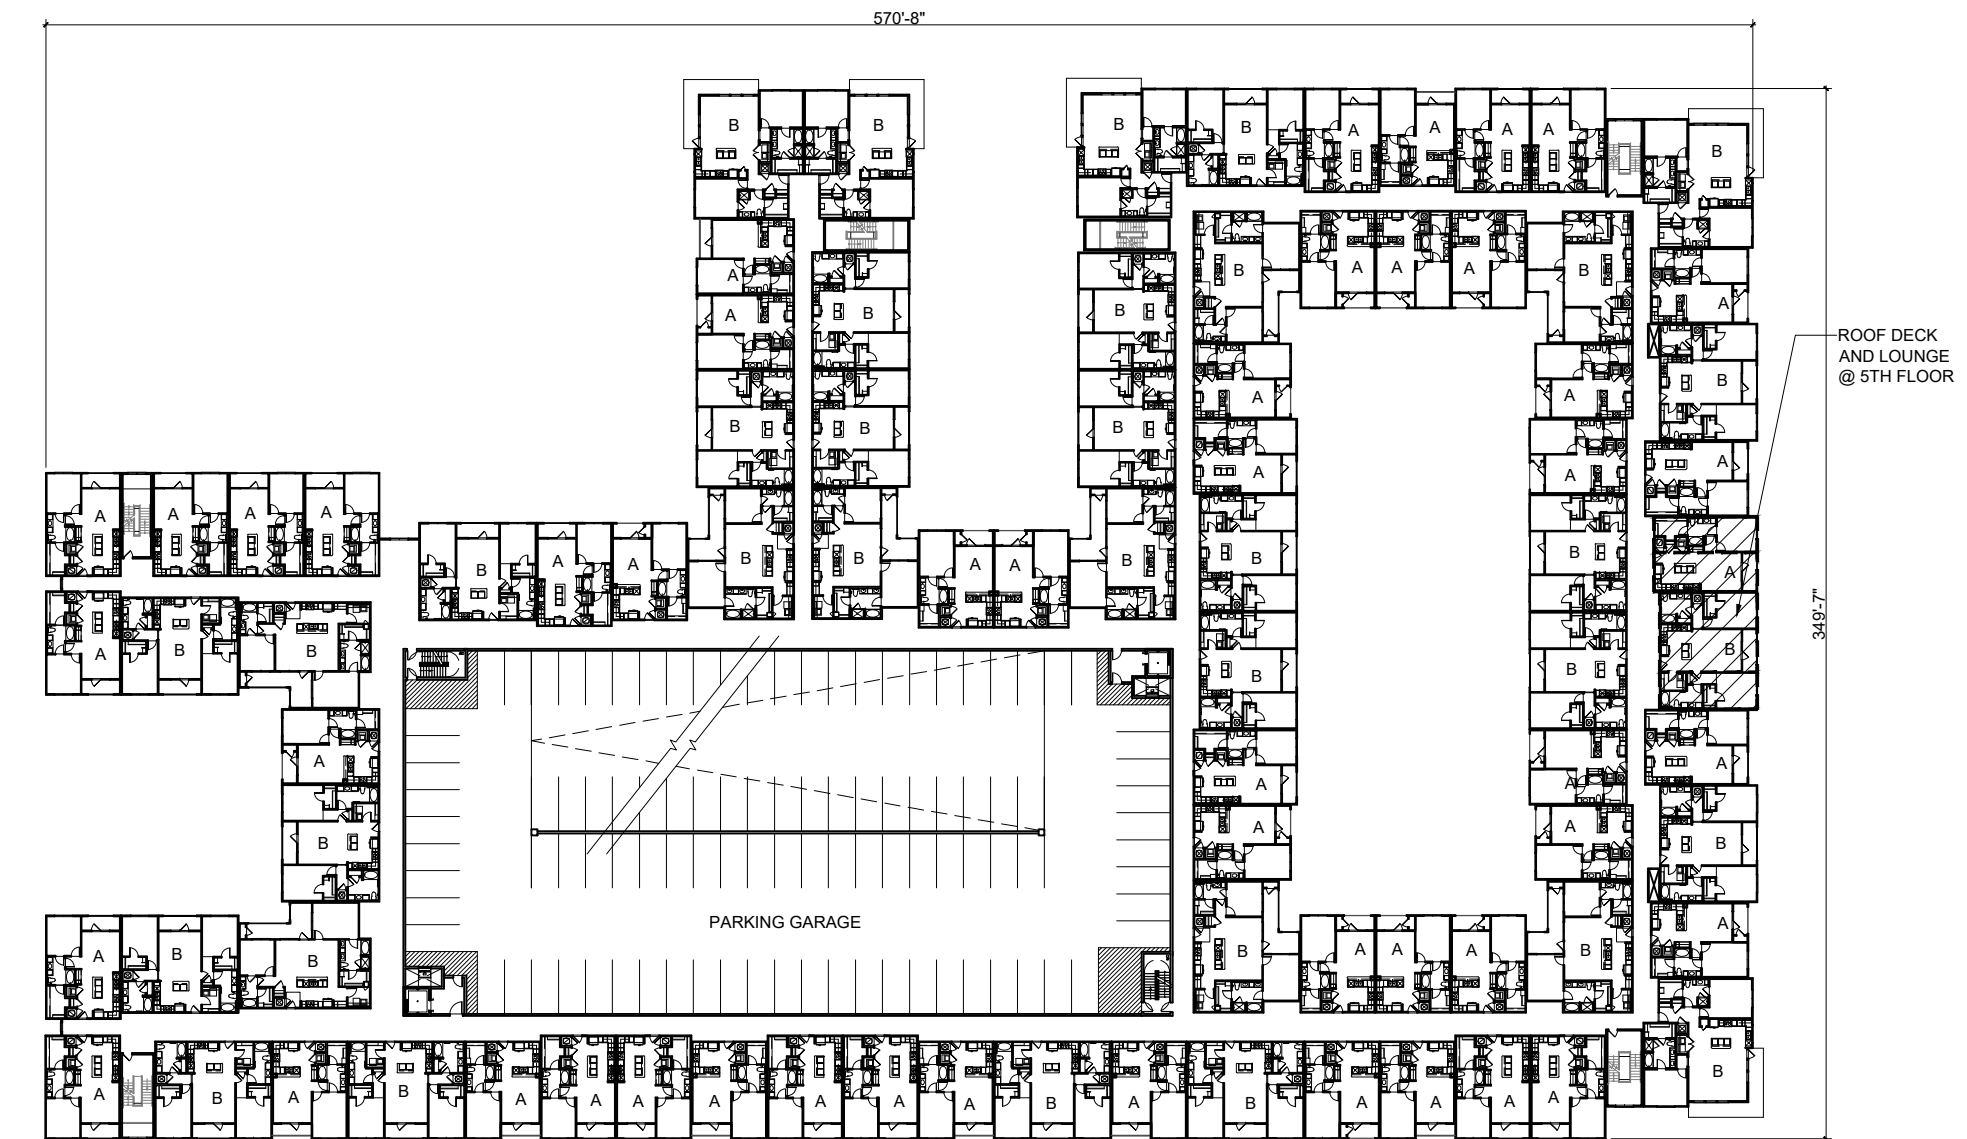 570'-8"
B B B B A A A A B
A B A A A B
A
A B B
ROOF DECK
AND LOUNGE
@ 5TH FLOOR
B
A A
B B B
A A A
A A A A
B A A B B A A B B B A
349'-7"
A
A B B B B B
A A A A
B A A B
PARKING GARAGE
A
A B B B A A A B
A B A B A A A A A A A B A B A A A A B